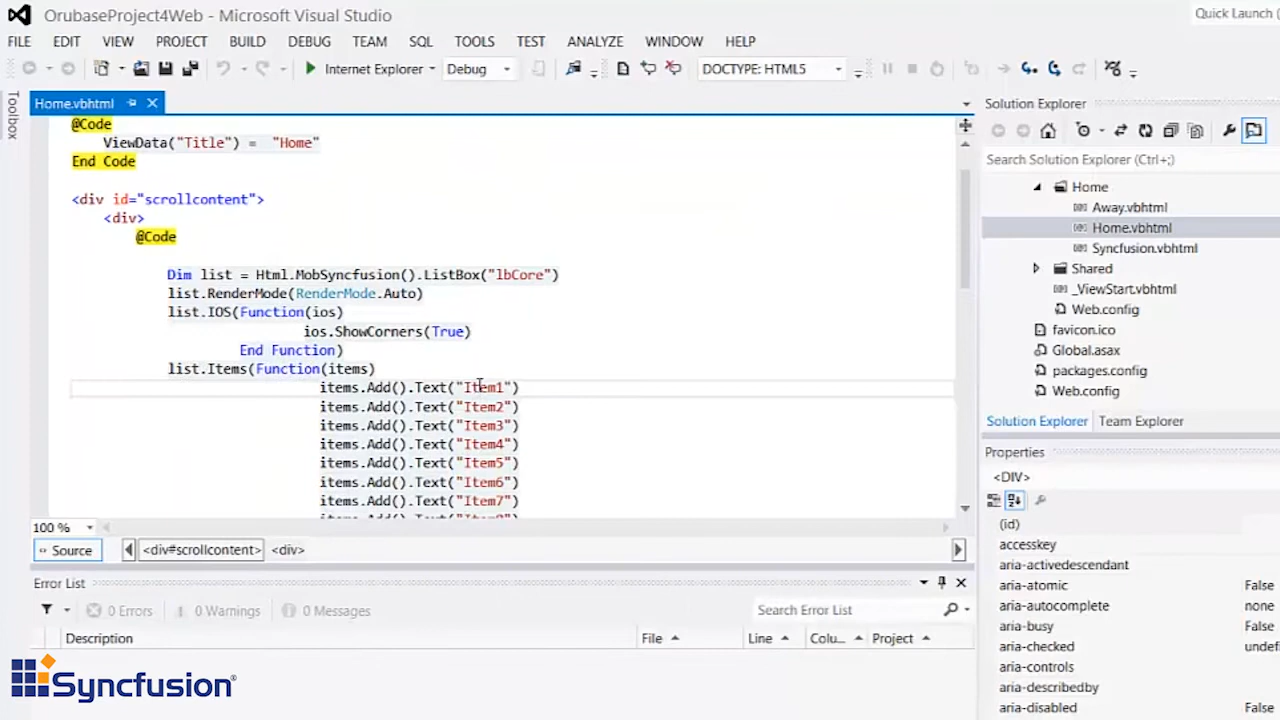 OrubaseProject4Web - Microsoft Visual Studio
Quick Launch (
FILE EDIT VIEW PROJECT BUILD DEBUG TEAM SQL TOOLS TEST ANALYZE WINDOW HELP
Internet Explorer Debug DOCTYPE: HTML5
Toolbox
Home.vbhtml
@Code
ViewData("Title") = "Home"
End Code
<div id="scrollcontent">
<div>
@Code
Dim list = Html.MobSyncfusion().ListBox("lbCore")
list.RenderMode(RenderMode.Auto)
list.IOS(Function(ios)
ios.ShowCorners(True)
End Function)
list.Items(Function(items)
items.Add().Text("Item1")
items.Add().Text("Item2")
items.Add().Text("Item3")
items.Add().Text("Item4")
items.Add().Text("Item5")
items.Add().Text("Item6")
items.Add().Text("Item7")
100 %
Source <div#scrollcontent> <div>
Error List
0 Errors 0 Warnings 0 Messages
Search Error List
Description File Line Colu... Project
Syncfusion
Solution Explorer
Search Solution Explorer (Ctrl+;)
Home
Away.vbhtml
Home.vbhtml
Syncfusion.vbhtml
Shared
_ViewStart.vbhtml
Web.config
favicon.ico
Global.asax
packages.config
Web.config
Solution Explorer Team Explorer
Properties
<DIV>
(id)
accesskey
aria-activedescendant
aria-atomic False
aria-autocomplete none
aria-busy False
aria-checked undefi
aria-controls
aria-describedby
aria-disabled False